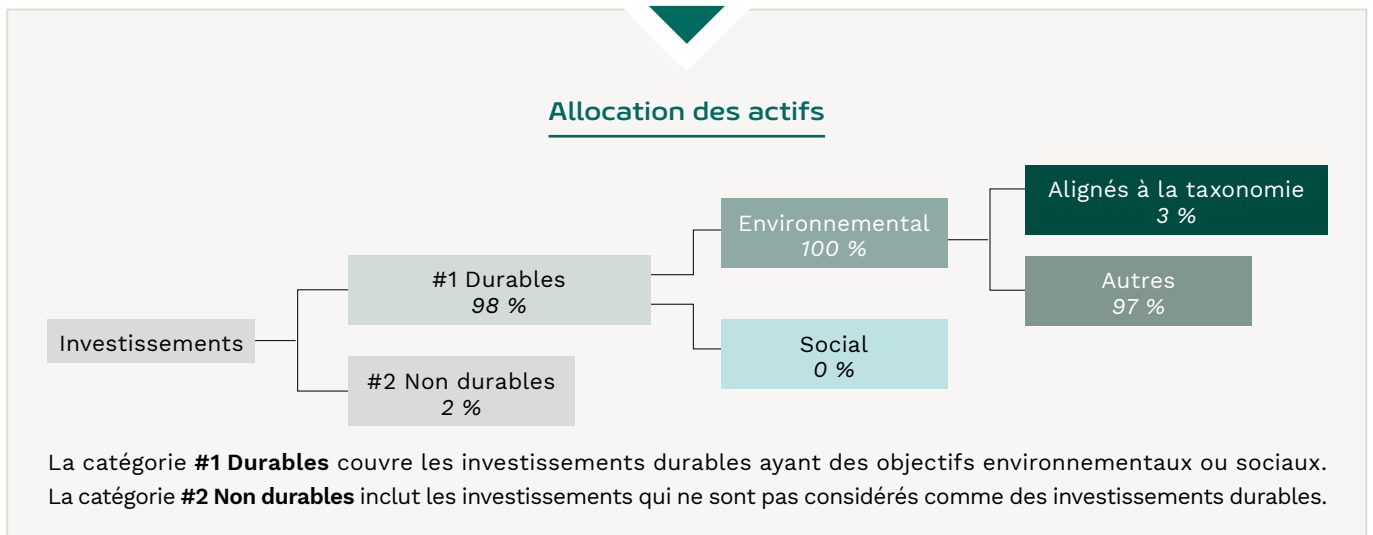 Allocation des actifs
Alignés à la taxonomie
3 %
Environnemental
100 %
Autres
97 %
#1 Durables
98 %
Investissements
Social
0 %
#2 Non durables
2 %
La catégorie #1 Durables couvre les investissements durables ayant des objectifs environnementaux ou sociaux.
La catégorie #2 Non durables inclut les investissements qui ne sont pas considérés comme des investissements durables.